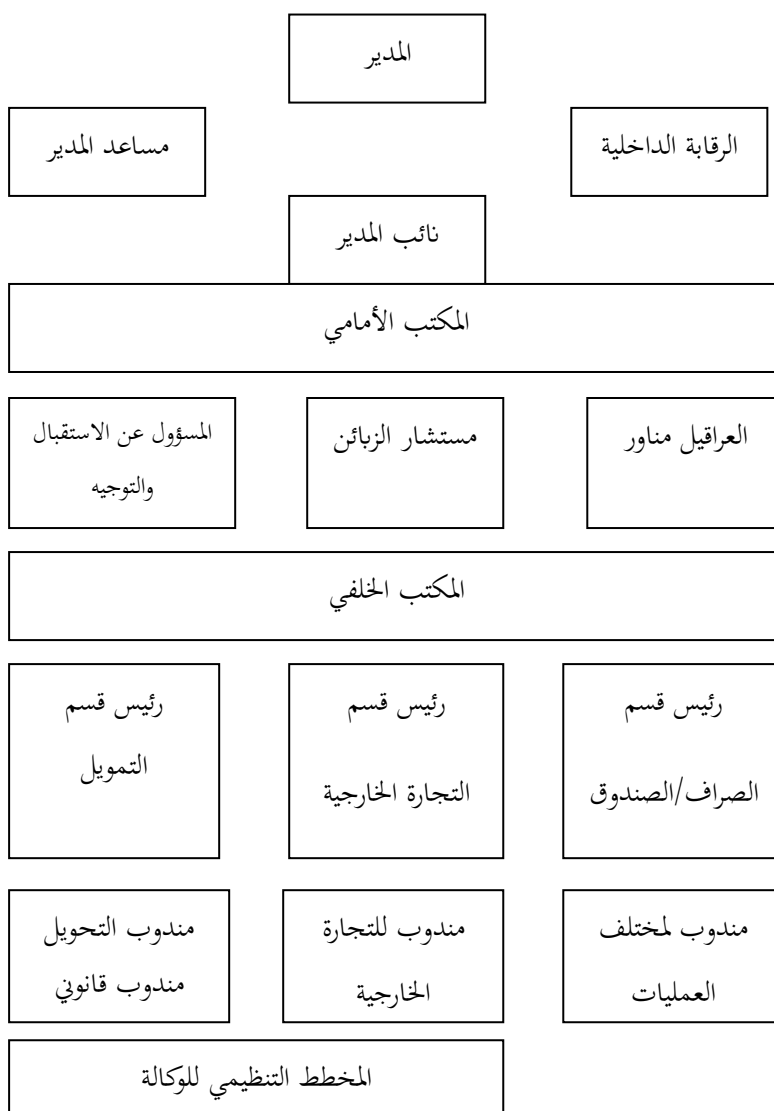 المدير
الرقابة الداخلية
مساعد المدير
نائب المدير
المكتب الأمامي
العراقيل مناور
مستشار الزبائن
المسؤول عن الاستقبال
والتوجيه
المكتب الخلفي
رئيس قسم
الصراف/الصندوق
رئيس قسم
التجارة الخارجية
رئيس قسم
التمويل
مندوب لمختلف
العمليات
مندوب للتجارة
الخارجية
مندوب التحويل
مندوب قانوني
المخطط التنظيمي للوكالة